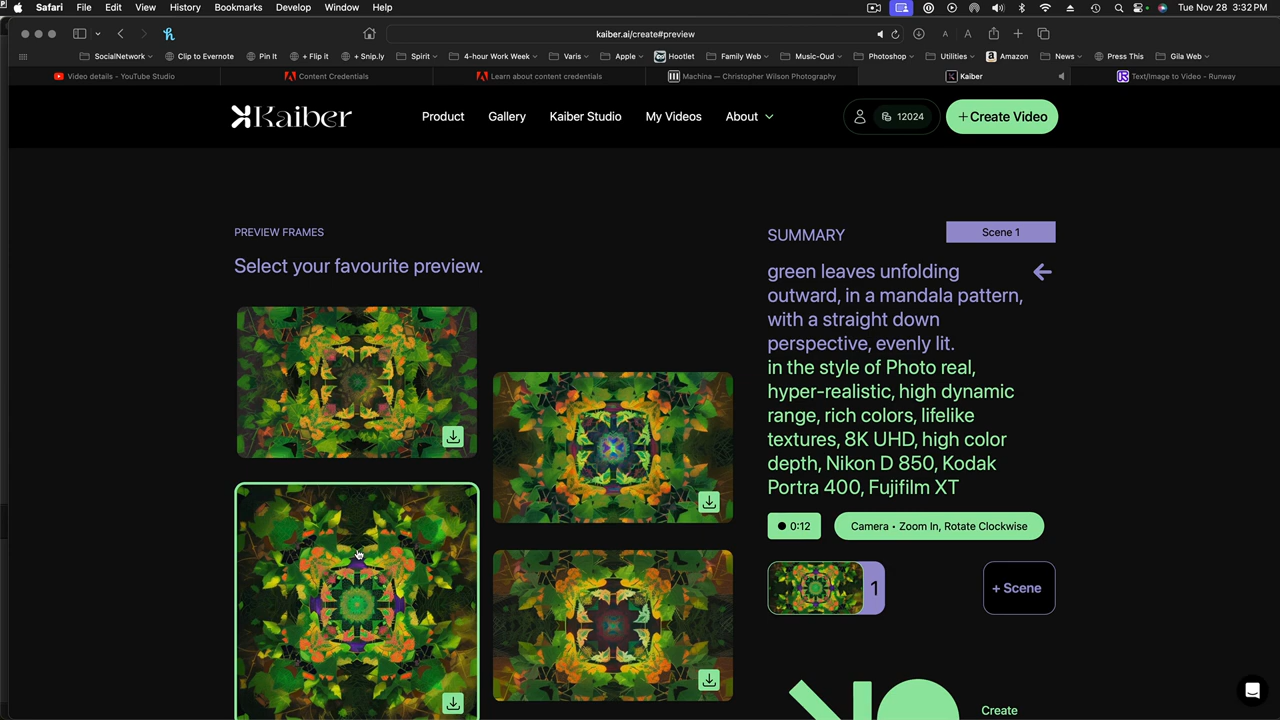 Safari File Edit View History Bookmarks Develop Window Help Tue Nov 28 3:32 PM
kaiber.ai/create#preview A A
SocialNetwork Clip to Evernote Pin It + Flip it + Snip.ly Spirit 4-hour Work Week Varis Apple Hootlet Family Web Music-Oud Photoshop Utilities Amazon News Press This Gila Web
Video details - YouTube Studio Content Credentials Learn about content credentials Machina — Christopher Wilson Photography Kaiber Text/Image to Video - Runway
Kaiber Product Gallery Kaiber Studio My Videos About 12024 +Create Video
PREVIEW FRAMES
Select your favourite preview.
SUMMARY Scene 1
green leaves unfolding
outward, in a mandala pattern,
with a straight down
perspective, evenly lit.
in the style of Photo real,
hyper-realistic, high dynamic
range, rich colors, lifelike
textures, 8K UHD, high color
depth, Nikon D 850, Kodak
Portra 400, Fujifilm XT
0:12 Camera • Zoom In, Rotate Clockwise
1 + Scene
Create